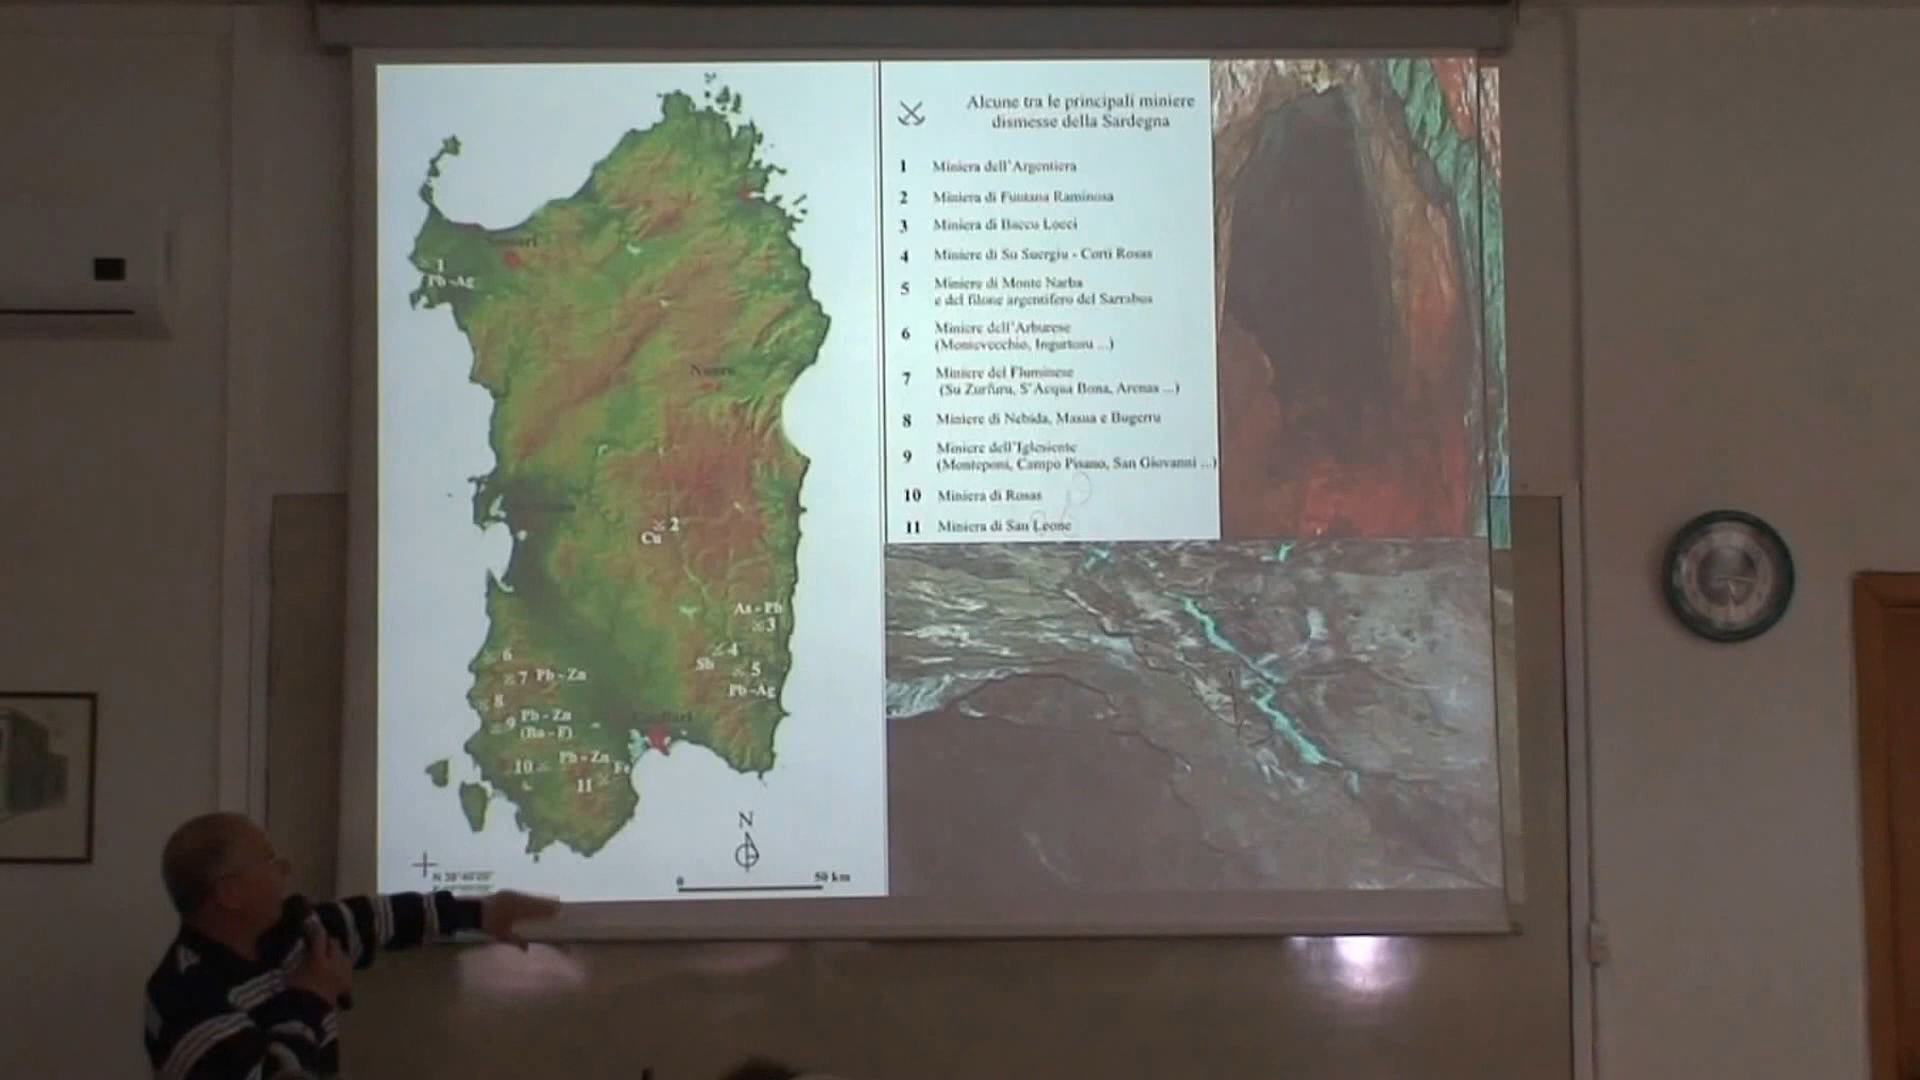 Alcune tra le principali miniere
dismesse della Sardegna
1 Miniera dell'Argentiera
2 Miniera di Funtana Raminosa
3 Miniera di Baccu Locci
4 Miniere di Su Suergiu - Corti Rosas
5 Miniere di Monte Narba
e del filone argentifero del Sarrabus
6 Miniere dell'Arburese
(Montevecchio, Ingurtosu ...)
7 Miniere del Fluminese
(Su Zurfuru, S'Acqua Bona, Arenas ...)
8 Miniere di Nebida, Masua e Bugerru
9 Miniere dell'Iglesiente
(Monteponi, Campo Pisano, San Giovanni ...)
10 Miniera di Rosas
11 Miniera di San Leone
Sassari
1
Pb-Ag
Nuoro
2
Cu
As - Pb
3
4
Sb
5
Pb-Ag
6
7 Pb - Zn
8
9 Pb - Zn
(Ba - F)
Cagliari
10
Pb - Zn
Fe
11
N
0 50 km